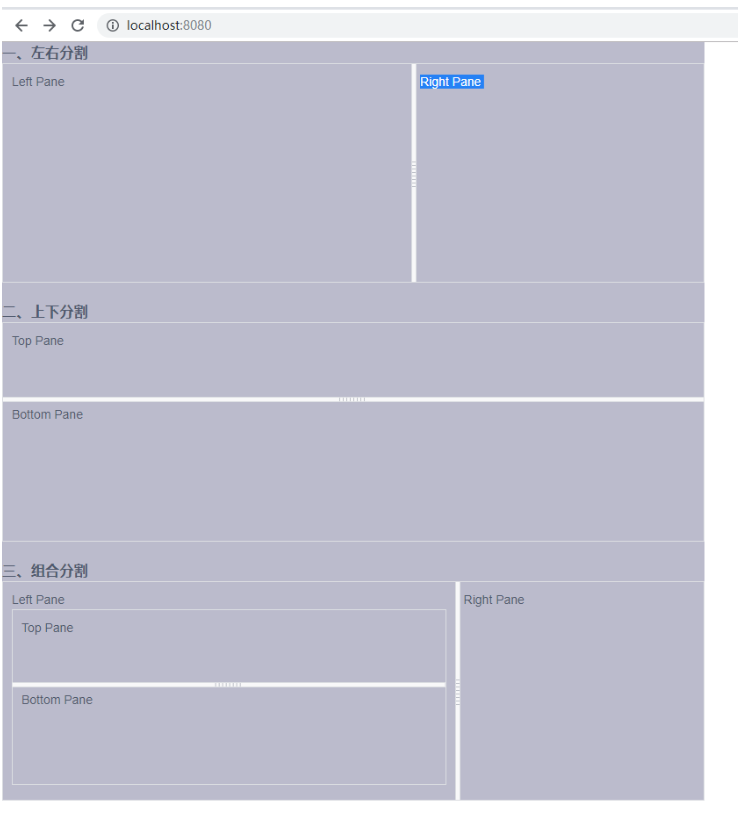 localhost:8080
一、左右分割
Left Pane
Right Pane
二、上下分割
Top Pane
Bottom Pane
三、组合分割
Left Pane
Right Pane
Top Pane
Bottom Pane